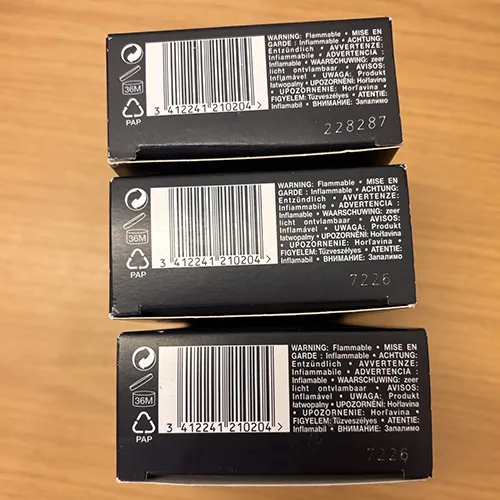 WARNING: Flammable • MISE EN
GARDE : Inflammable • ACHTUNG:
Entzündlich • AVVERTENZE:
Infiammabile • ADVERTENCIA :
Inflamable • WAARSCHUWING: zeer
licht ontvlambaar • AVISOS:
Inflamável • UWAGA: Produkt
łatwopalny • UPOZORNĚNÍ: Hořlavina
• UPOZORNENIE: Horľavina •
FIGYELEM: Tűzveszélyes • ATENTIE:
Inflamabil • ВНИМАНИЕ: Запалимо
36M
PAP
3 412241 210204 >
228287
WARNING: Flammable • MISE EN
GARDE : Inflammable • ACHTUNG:
Entzündlich • AVVERTENZE:
Infiammabile • ADVERTENCIA :
Inflamable • WAARSCHUWING: zeer
licht ontvlambaar • AVISOS:
Inflamável • UWAGA: Produkt
łatwopalny • UPOZORNĚNÍ: Hořlavina
• UPOZORNENIE: Horľavina •
FIGYELEM: Tűzveszélyes • ATENTIE:
Inflamabil • ВНИМАНИЕ: Запалимо
36M
PAP
3 412241 210204 >
7226
WARNING: Flammable • MISE EN
GARDE : Inflammable • ACHTUNG:
Entzündlich • AVVERTENZE:
Infiammabile • ADVERTENCIA :
Inflamable • WAARSCHUWING: zeer
licht ontvlambaar • AVISOS:
Inflamável • UWAGA: Produkt
łatwopalny • UPOZORNĚNÍ: Hořlavina
• UPOZORNENIE: Horľavina •
FIGYELEM: Tűzveszélyes • ATENTIE:
Inflamabil • ВНИМАНИЕ: Запалимо
36M
PAP
3 412241 210204 >
7226